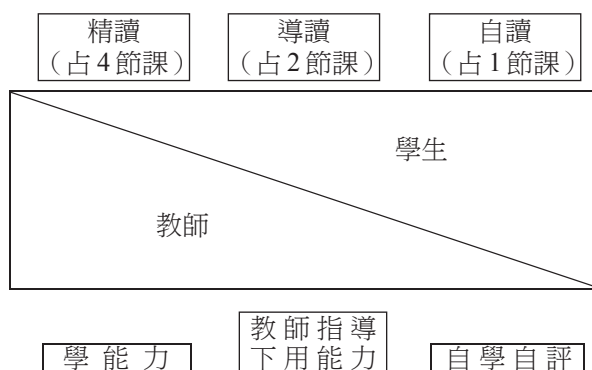 精讀
（占4節課）
導讀
（占2節課）
自讀
（占1節課）
學生
教師
學能力
教師指導
下用能力
自學自評